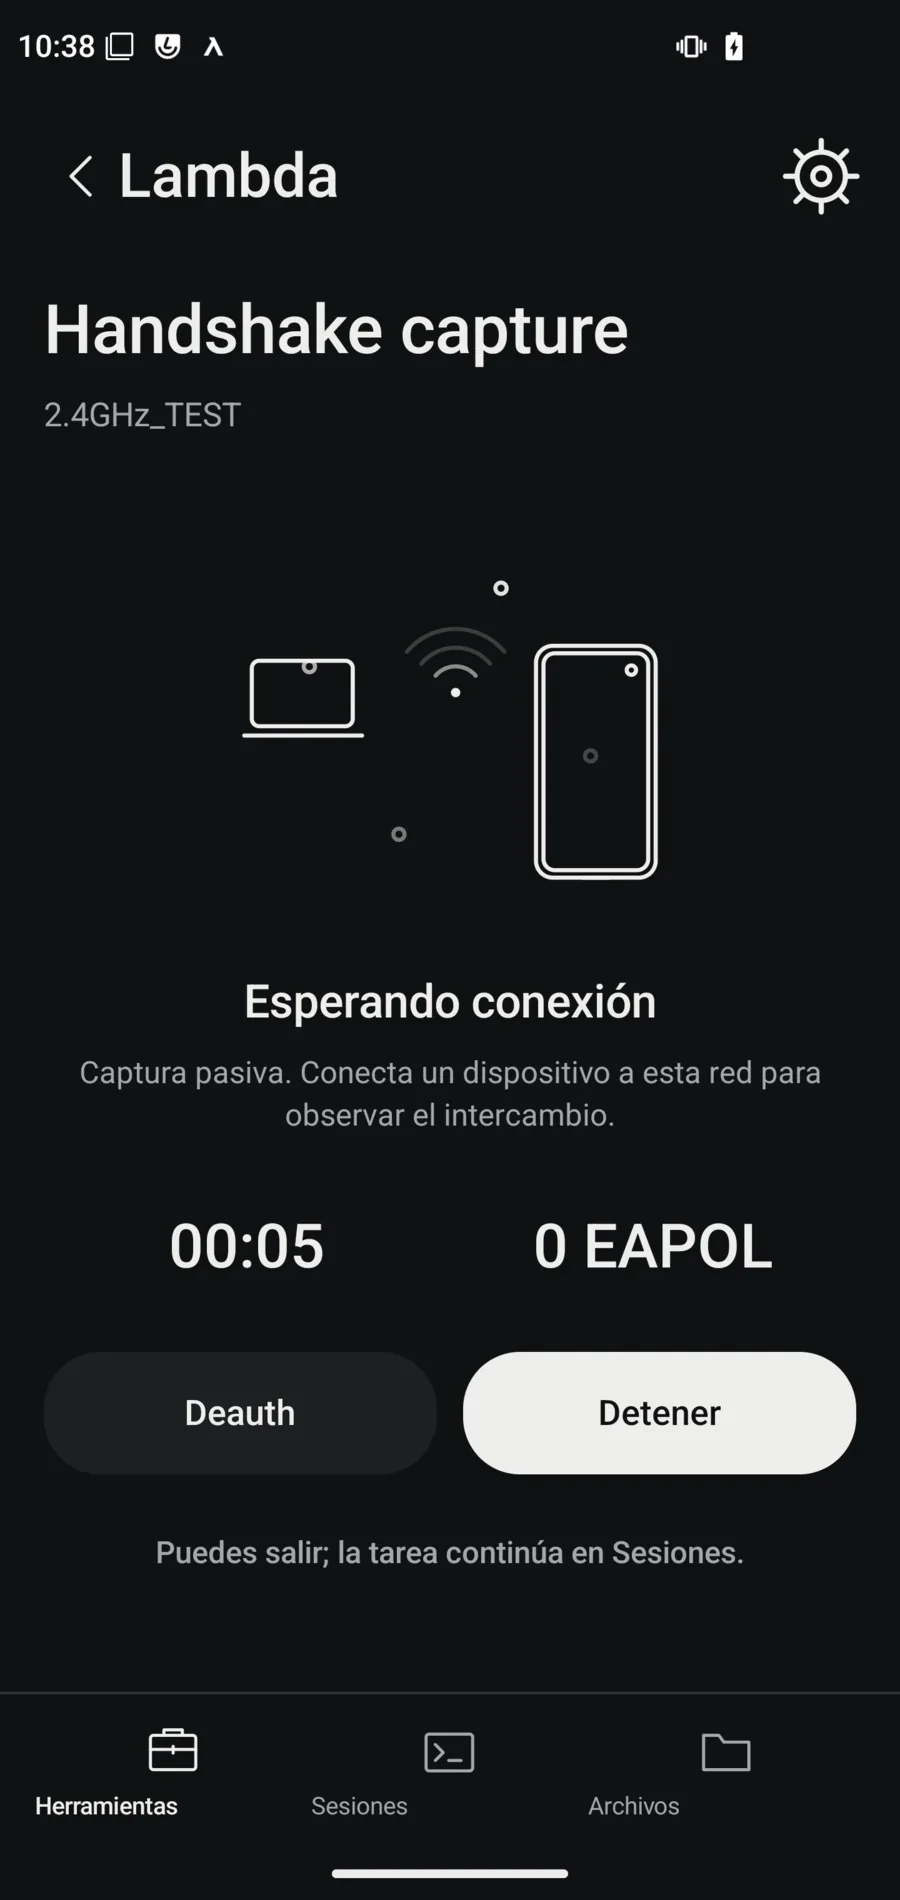 10:38
Lambda
Handshake capture
2.4GHz_TEST
Esperando conexión
Captura pasiva. Conecta un dispositivo a esta red para
observar el intercambio.
00:05
0 EAPOL
Deauth
Detener
Puedes salir; la tarea continúa en Sesiones.
Herramientas
Sesiones
Archivos